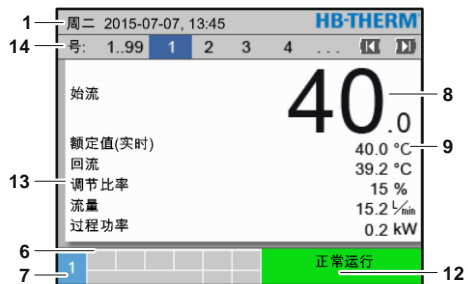 1 周二 2015-07-07, 13:45 HB-THERM
14 号: 1..99 1 2 3 4 ...
始流 40.0 8
额定值(实时) 40.0 °C 9
回流 39.2 °C
13 调节比率 15 %
流量 15.2 L/min
过程功率 0.2 kW
6
7 1 正常运行 12